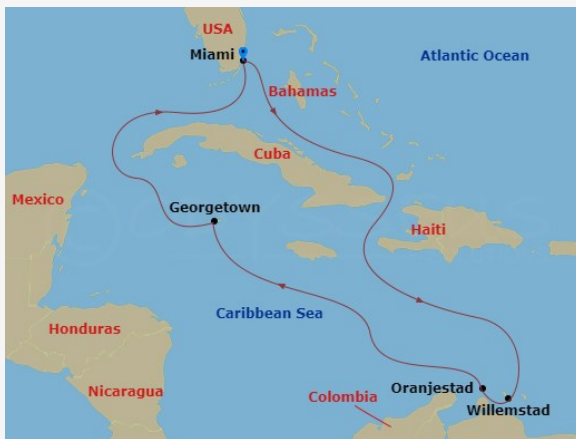 USA
Miami
Atlantic Ocean
Bahamas
Cuba
Mexico
Georgetown
Haiti
Caribbean Sea
Honduras
Nicaragua
Oranjestad
Colombia
Willemstad